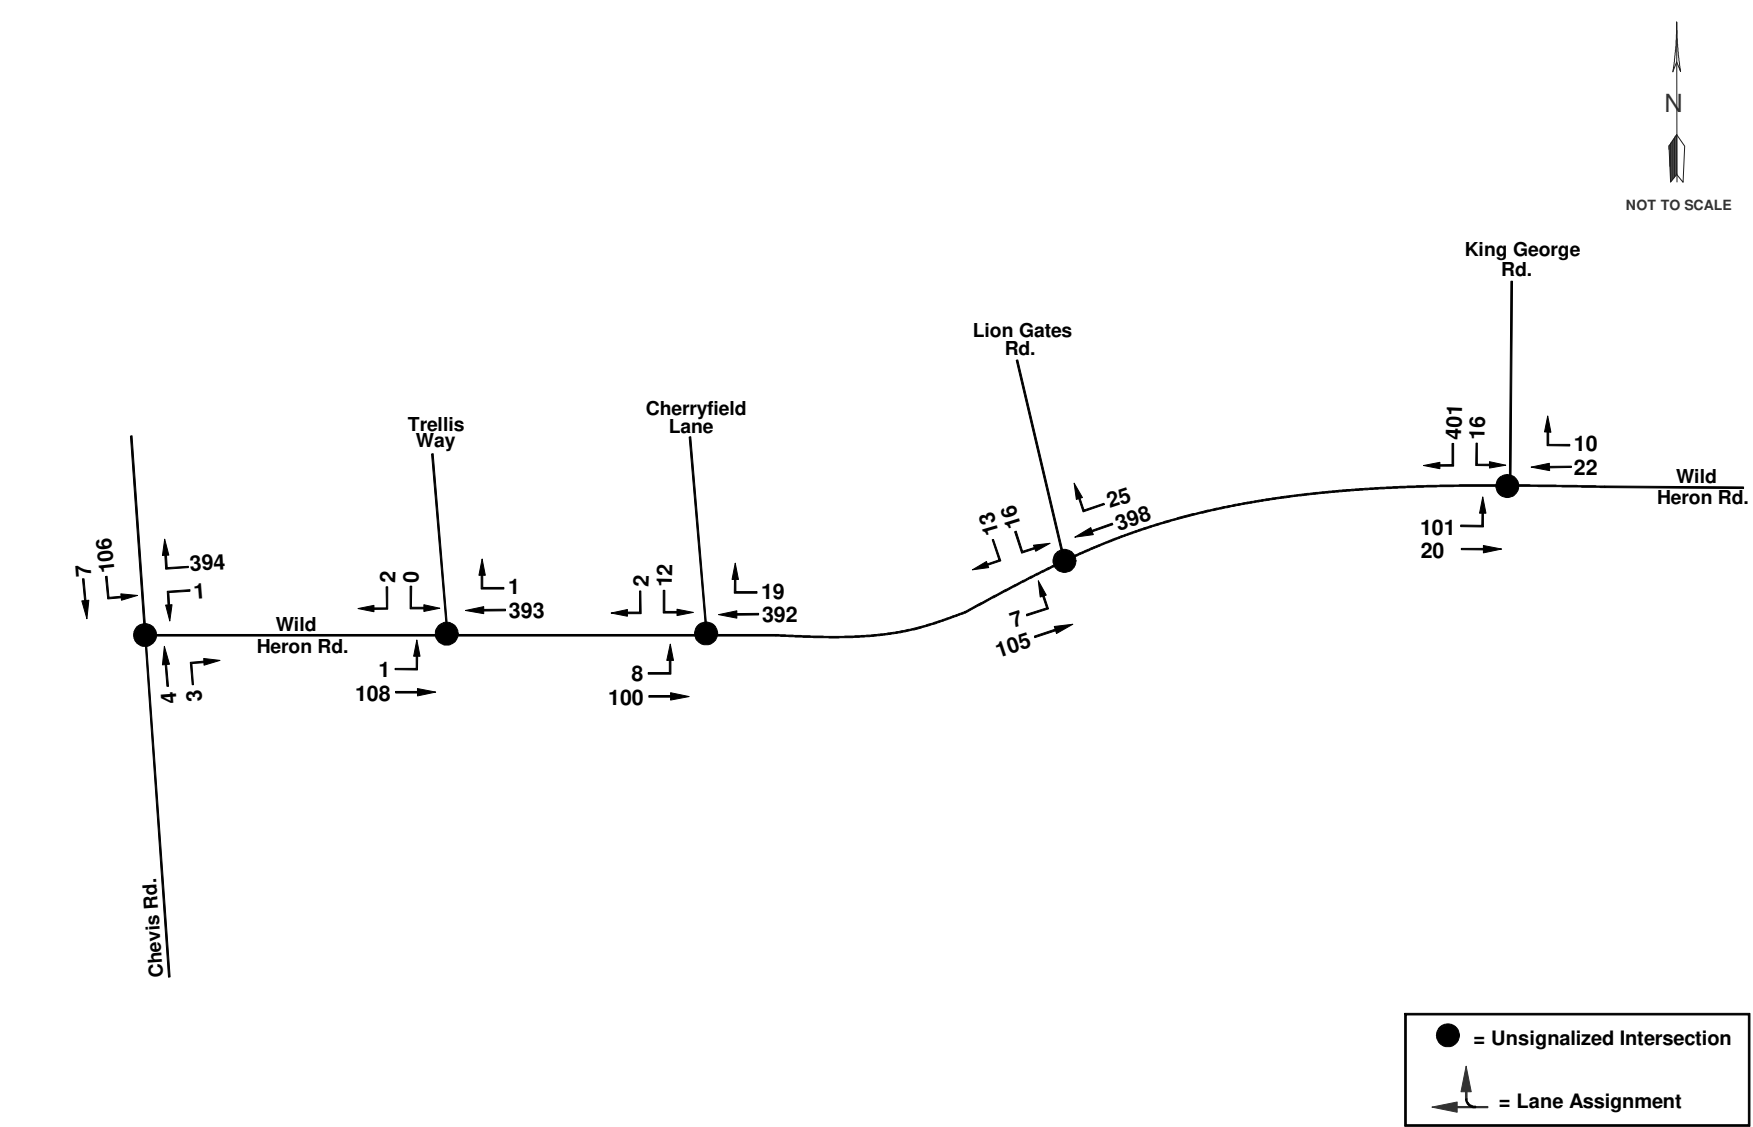 N
NOT TO SCALE
King George
Rd.
Lion Gates
Rd.
Cherryfield
Lane
Trellis
Way
401
16
10
22
Wild
Heron Rd.
101
20
13
16
25
398
7
105
2
12
19
392
8
100
2
0
1
393
1
108
7
106
394
1
Wild
Heron Rd.
4
3
Chevis Rd.
= Unsignalized Intersection
= Lane Assignment